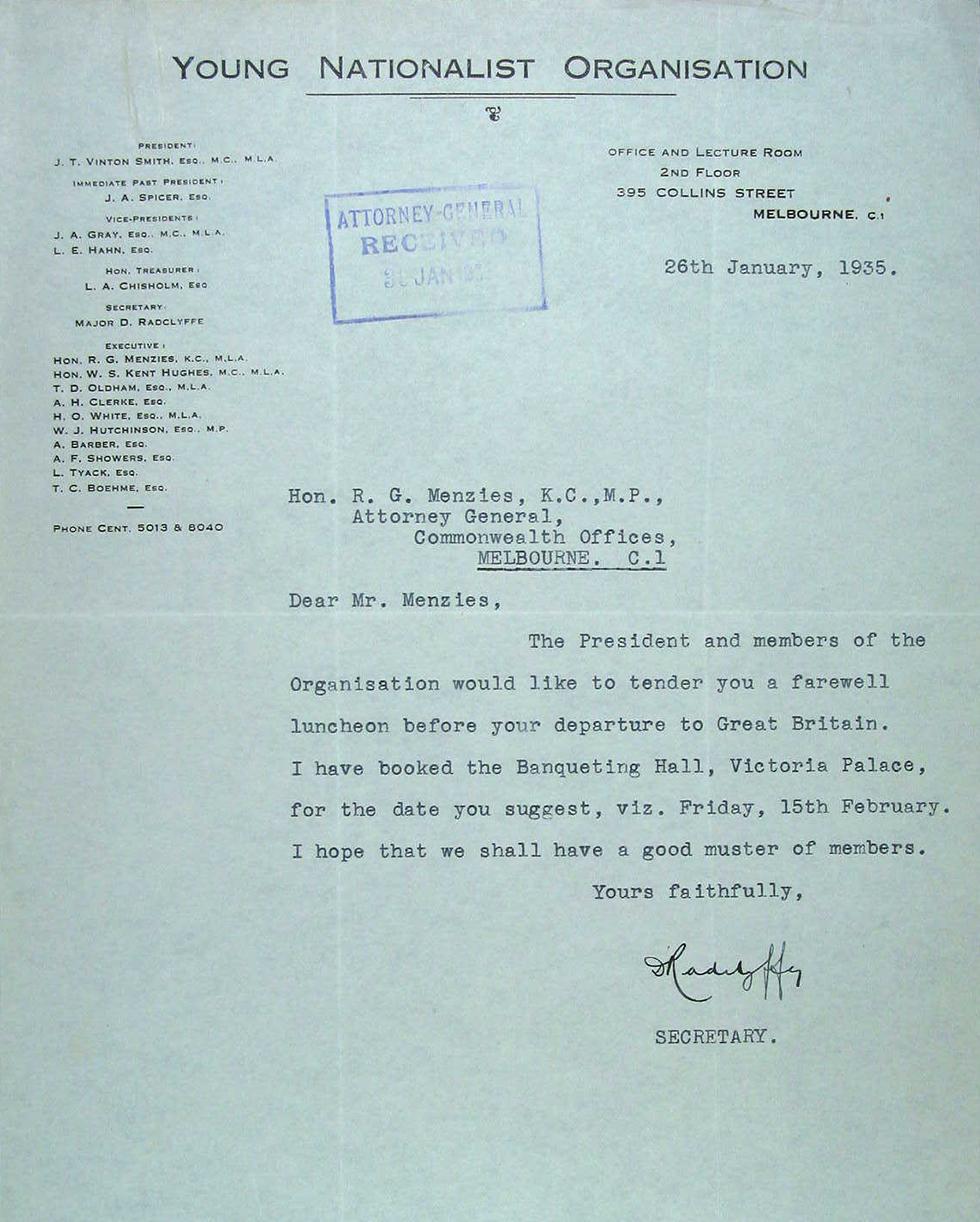 YOUNG NATIONALIST ORGANISATION
PRESIDENT:
J. T. VINTON SMITH, ESQ., M.C., M.L.A.
IMMEDIATE PAST PRESIDENT:
J. A. SPICER, ESQ.
VICE-PRESIDENTS:
J. A. GRAY, ESQ., M.C., M.L.A.
L. E. HAHN, ESQ.
HON. TREASURER:
L. A. CHISHOLM, ESQ
SECRETARY:
MAJOR D. RADCLYFFE
EXECUTIVE:
HON. R. G. MENZIES, K.C., M.L.A.
HON. W. S. KENT HUGHES, M.C., M.L.A.
T. D. OLDHAM, ESQ., M.L.A.
A. H. CLERKE, ESQ.
H. O. WHITE, ESQ., M.L.A.
W. J. HUTCHINSON, ESQ., M.P.
A. BARBER, ESQ.
A. F. SHOWERS, ESQ.
L. TYACK, ESQ.
T. C. BOEHME, ESQ.
PHONE CENT. 5013 & 8040
ATTORNEY-GENERAL
RECEIVED
JAN
OFFICE AND LECTURE ROOM
2ND FLOOR
395 COLLINS STREET
MELBOURNE, C.1
26th January, 1935.
Hon. R. G. Menzies, K.C.,M.P.,
Attorney General,
Commonwealth Offices,
MELBOURNE. C.1
Dear Mr. Menzies,
The President and members of the
Organisation would like to tender you a farewell
luncheon before your departure to Great Britain.
I have booked the Banqueting Hall, Victoria Palace,
for the date you suggest, viz. Friday, 15th February.
I hope that we shall have a good muster of members.
Yours faithfully,
DRadclyffe
SECRETARY.